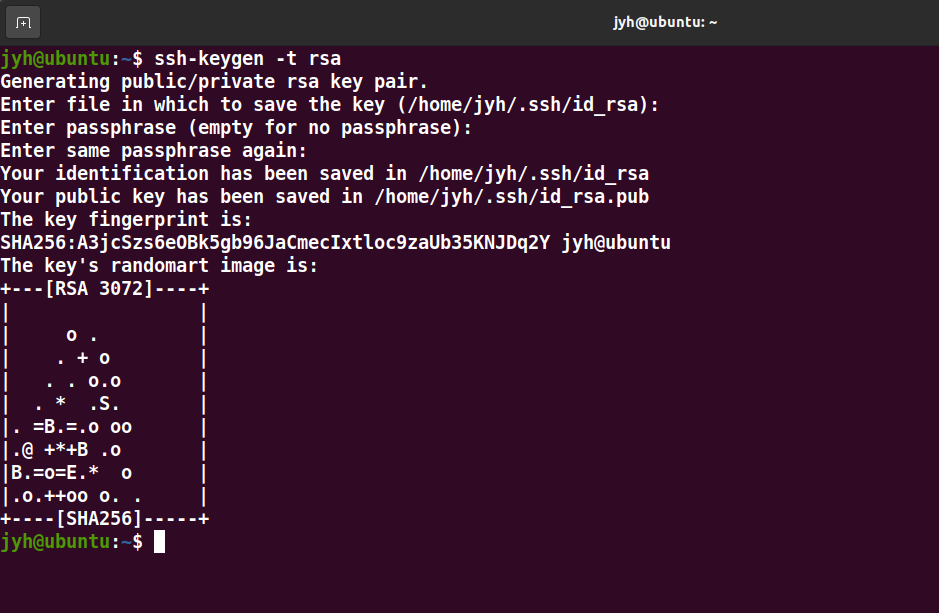 jyh@ubuntu: ~
jyh@ubuntu:~$ ssh-keygen -t rsa
Generating public/private rsa key pair.
Enter file in which to save the key (/home/jyh/.ssh/id_rsa):
Enter passphrase (empty for no passphrase):
Enter same passphrase again:
Your identification has been saved in /home/jyh/.ssh/id_rsa
Your public key has been saved in /home/jyh/.ssh/id_rsa.pub
The key fingerprint is:
SHA256:A3jcSzs6eOBk5gb96JaCmecIxtloc9zaUb35KNJDq2Y jyh@ubuntu
The key's randomart image is:
+---[RSA 3072]----+
|                 |
|     o .         |
|    . + o        |
|   . . o.o       |
|  . *  .S.       |
|. =B.=.o oo      |
|.@ +*+B .o       |
|B.=o=E.*  o      |
|.o.++oo o. .     |
+----[SHA256]-----+
jyh@ubuntu:~$